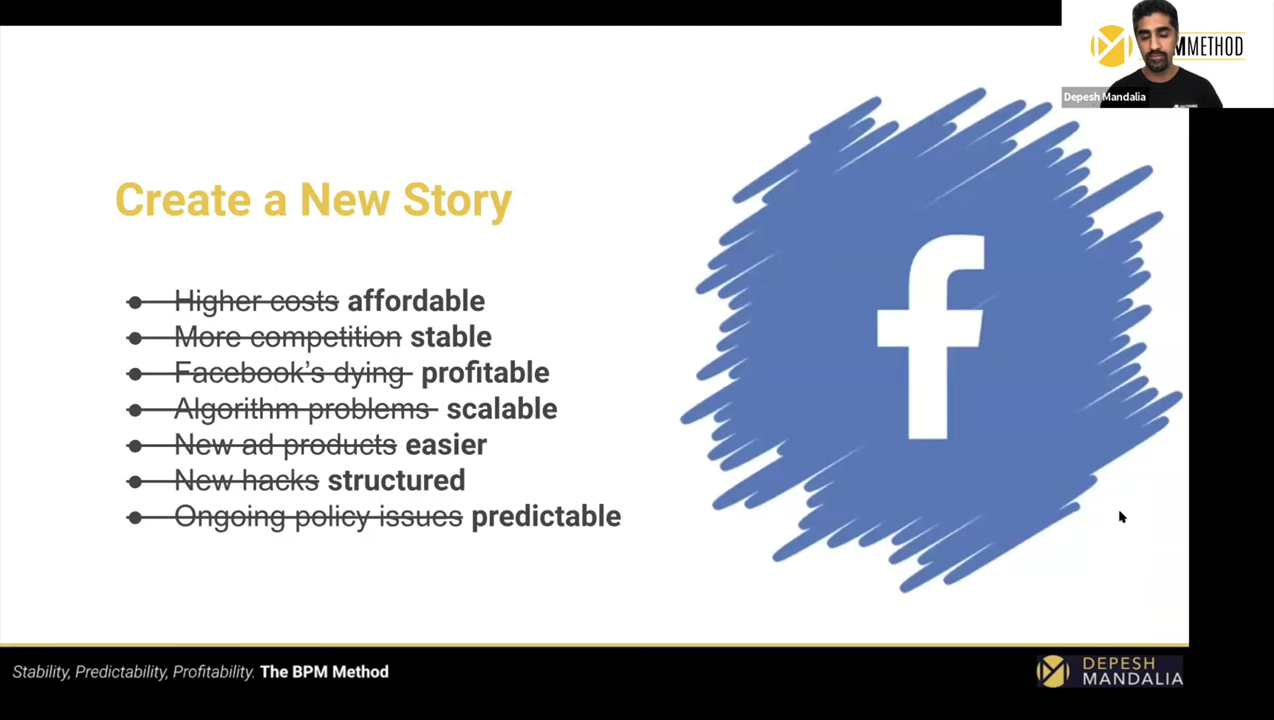 MMETHOD
Depesh Mandalia
Create a New Story
● Higher costs affordable
● More competition stable
● Facebook's dying profitable
● Algorithm problems scalable
● New ad products easier
● New hacks structured
● Ongoing policy issues predictable
Stability, Predictability, Profitability. The BPM Method
DEPESH
MANDALIA